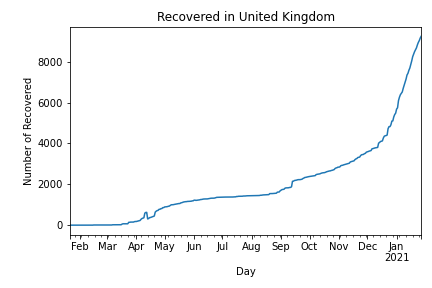 Recovered in United Kingdom
Number of Recovered
8000
6000
4000
2000
0
Feb Mar Apr May Jun Jul Aug Sep Oct Nov Dec Jan
2021
Day